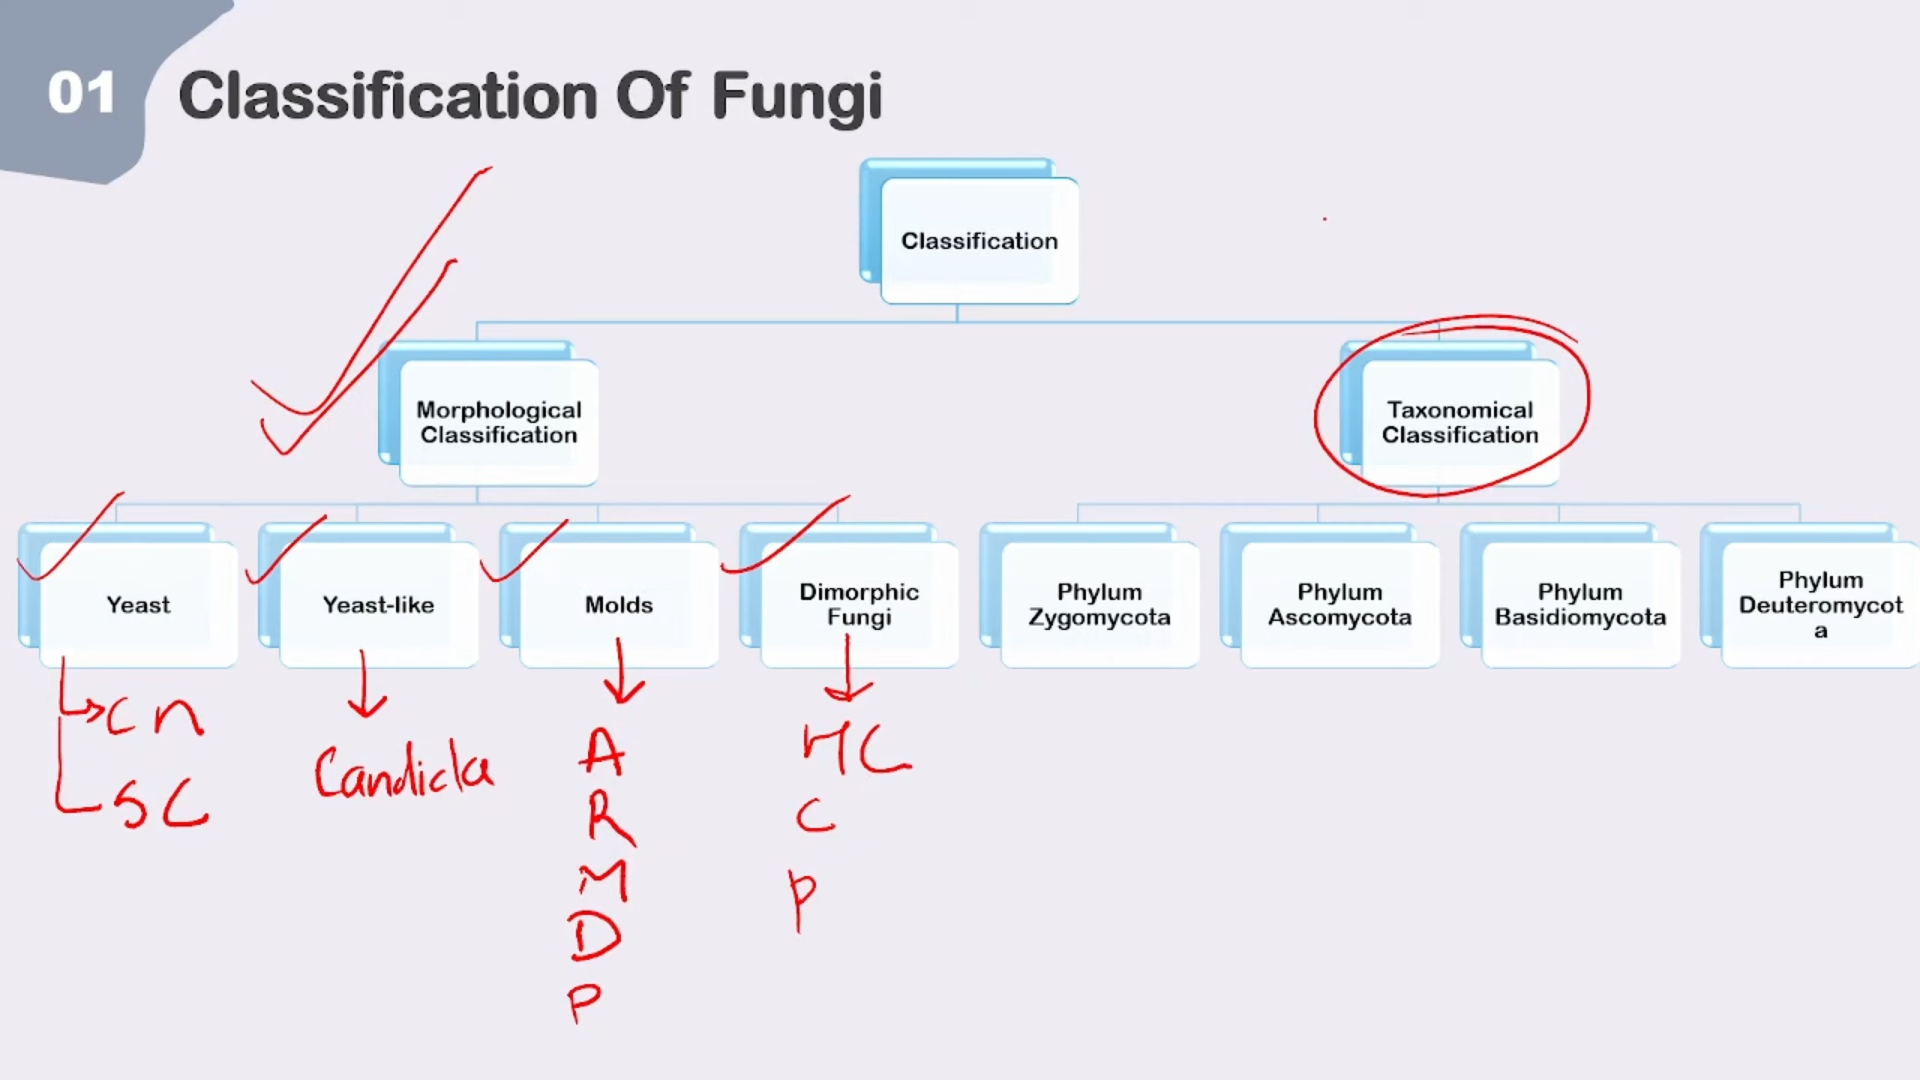 01
Classification Of Fungi
Classification
Morphological
Classification
Taxonomical
Classification
Yeast
Yeast-like
Molds
Dimorphic
Fungi
Phylum
Zygomycota
Phylum
Ascomycota
Phylum
Basidiomycota
Phylum
Deuteromycot
a
Cn
SC
Candida
A
R
M
D
P
HC
C
P